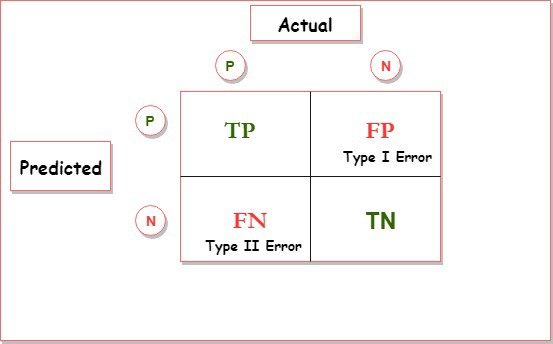 Actual
P
N
P
TP
FP
Type I Error
Predicted
N
FN
Type II Error
TN